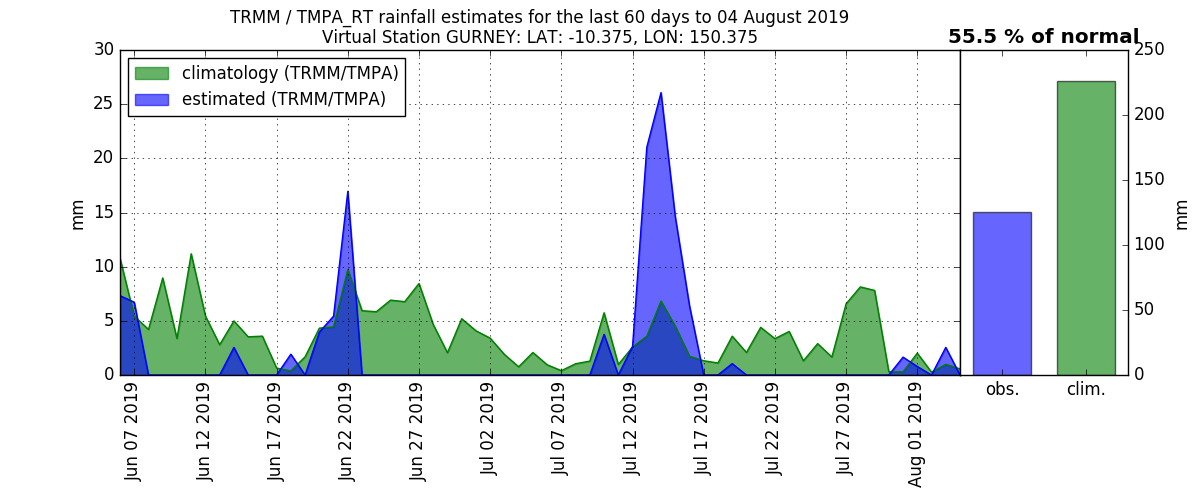 TRMM / TMPA_RT rainfall estimates for the last 60 days to 04 August 2019
Virtual Station GURNEY: LAT: -10.375, LON: 150.375
55.5 % of normal
climatology (TRMM/TMPA)
estimated (TRMM/TMPA)
30
25
20
15
10
5
0
mm
Jun 07 2019
Jun 12 2019
Jun 17 2019
Jun 22 2019
Jun 27 2019
Jul 02 2019
Jul 07 2019
Jul 12 2019
Jul 17 2019
Jul 22 2019
Jul 27 2019
Aug 01 2019
obs.
clim.
250
200
150
100
50
0
mm